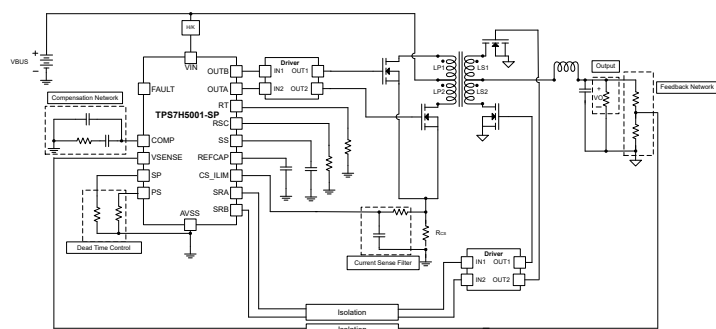 VBUS
+
−
H/K
VIN
FAULT
TPS7H5001-SP
OUTB
OUTA
RT
RSC
SS
REFCAP
CS_ILIM
SRA
SRB
AVSS
COMP
VSENSE
SP
PS
Compensation Network
Dead Time Control
Driver
IN1 OUT1
IN2 OUT2
LP1
LP2
LS1
LS2
Output
+
VO
−
Feedback Network
RCS
Current Sense Filter
Driver
IN1 OUT1
IN2 OUT2
Isolation
Isolation